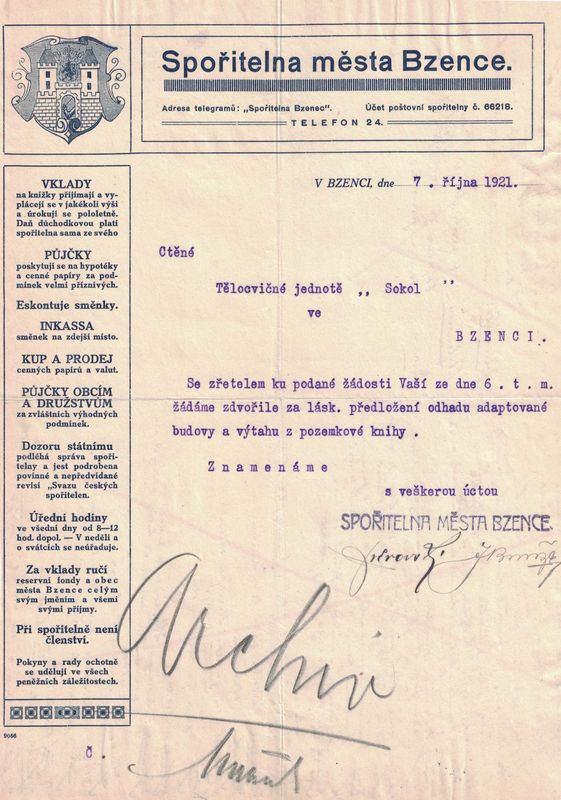 Spořitelna města Bzence.
Adresa telegramů: „Spořitelna Bzenec". Účet poštovní spořitelny č. 66218.
TELEFON 24.
VKLADY
na knížky přijímají a vy-
plácejí se v jakékoli výši
a úrokují se pololetně.
Daň důchodkovou platí
spořitelna sama ze svého
PŮJČKY
poskytují se na hypotéky
a cenné papíry za pod-
mínek velmi příznivých.
Eskontuje směnky.
INKASSA
směnek na zdejší místo.
KUP A PRODEJ
cenných papírů a valut.
PŮJČKY OBCÍM
A DRUŽSTVŮM
za zvláštních výhodných
podmínek.
Dozoru státnímu
podléhá správa spoři-
telny a jest podrobena
povinné a nepředvídané
revisi „Svazu českých
spořitelen.
Úřední hodiny
ve všední dny od 8—12
hod. dopol. — V neděli a
o svátcích se neúřaduje.
Za vklady ručí
reservní fondy a obec
města Bzence celým
svým jměním a všemi
svými příjmy.
Při spořitelně není
členství.
Pokyny a rady ochotně
se udělují ve všech
peněžních záležitostech.
9066
V BZENCI, dne 7. října 1921.
Ctěné
Tělocvičné jednotě ,, Sokol ''
ve
BZENCI.
Se zřetelem ku podané žádosti Vaší ze dne 6.t.m.
žádáme zdvořile za lásk. předložení odhadu adaptované
budovy a výtahu z pozemkové knihy.
Znamenáme
s veškerou úctou
SPOŘITELNA MĚSTA BZENCE.
Archiv
č.